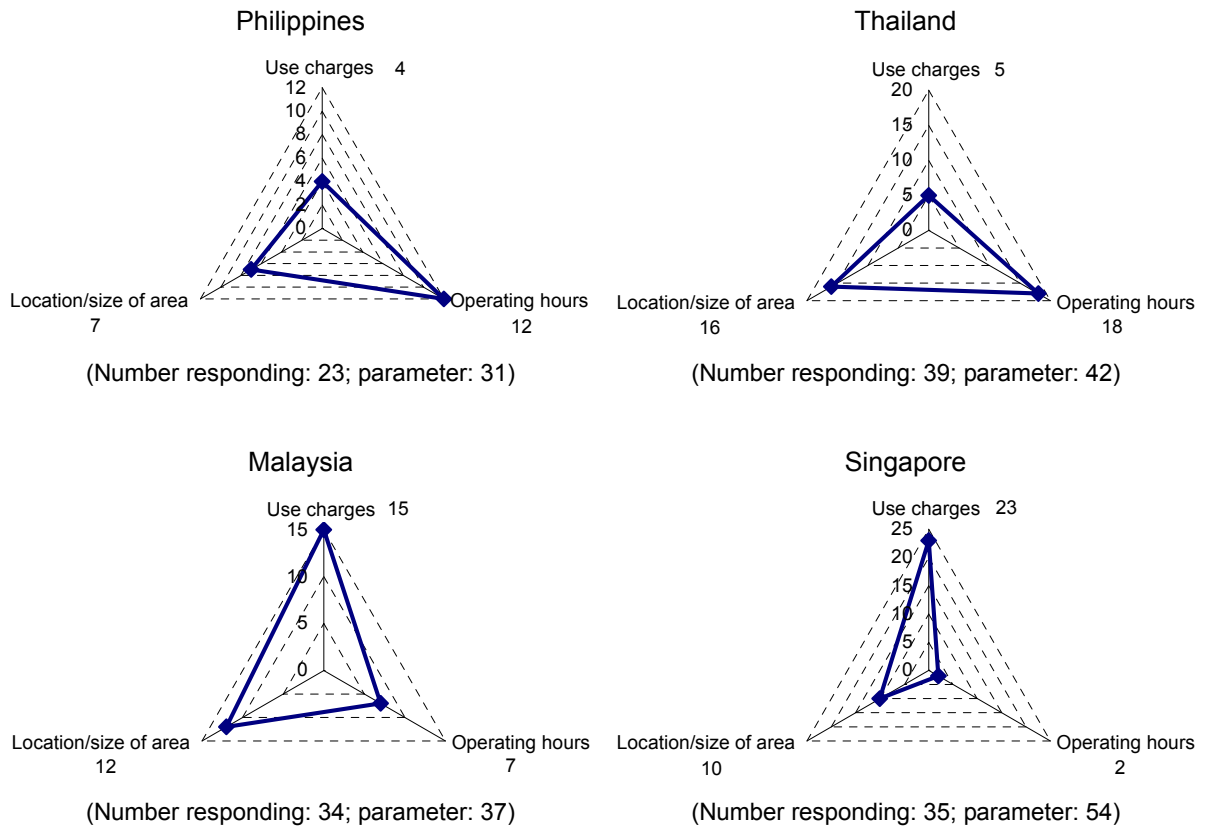 Philippines
Use charges 4
12
10
8
6
4
2
0
Location/size of area
7
Operating hours
12
(Number responding: 23; parameter: 31)
Thailand
Use charges 5
20
15
10
5
0
Location/size of area
16
Operating hours
18
(Number responding: 39; parameter: 42)
Malaysia
Use charges 15
15
10
5
0
Location/size of area
12
Operating hours
7
(Number responding: 34; parameter: 37)
Singapore
Use charges 23
25
20
15
10
5
0
Location/size of area
10
Operating hours
2
(Number responding: 35; parameter: 54)